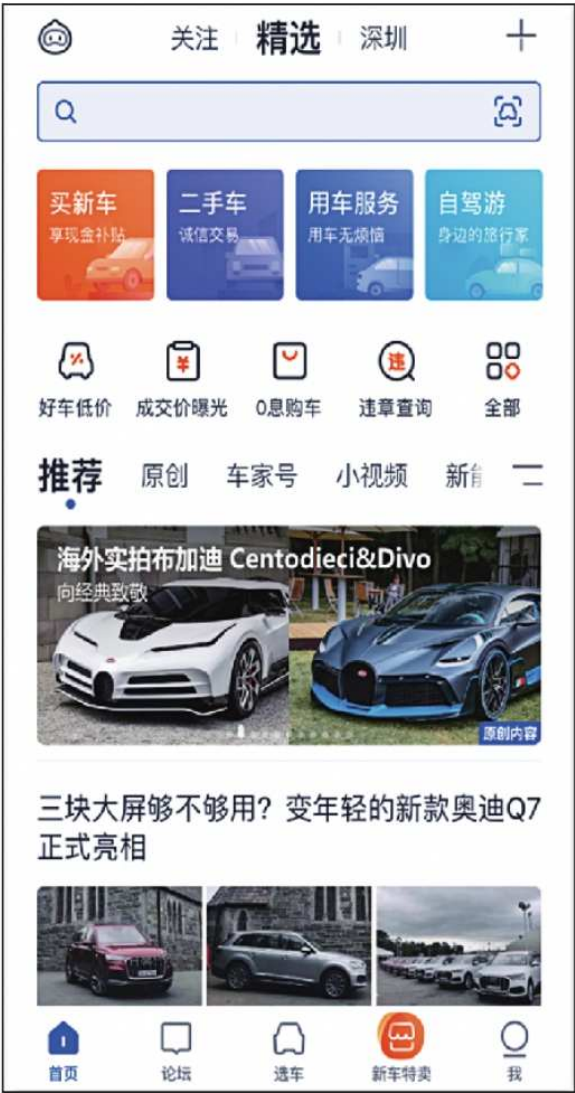 关注 精选 深圳
买新车 二手车 用车服务 自驾游
享现金补贴 诚信交易 用车无烦恼 身边的旅行家
好车低价 成交价曝光 0息购车 违章查询 全部
推荐 原创 车家号 小视频 新能
海外实拍布加迪 Centodieci&Divo
向经典致敬
原创内容
三块大屏够不够用？变年轻的新款奥迪Q7
正式亮相
首页 论坛 选车 新车特卖 我